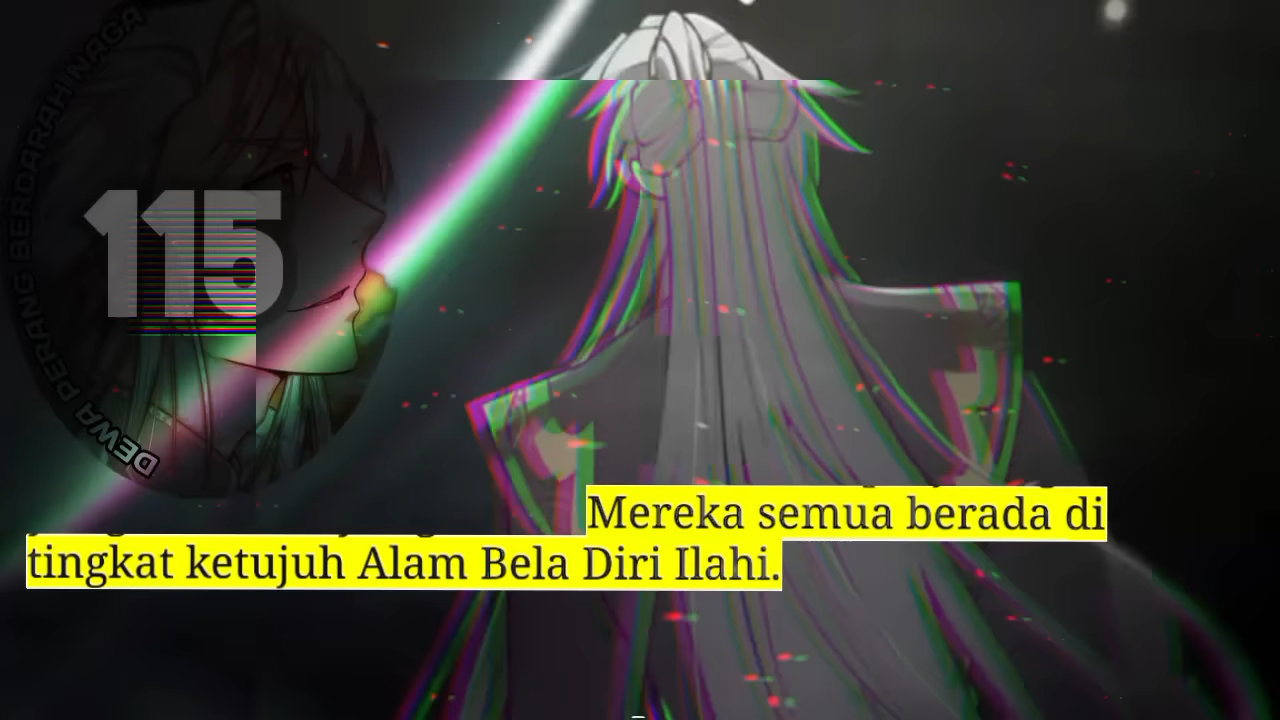 DEWA PERANG BERDARAH NAGA
115
Mereka semua berada di
tingkat ketujuh Alam Bela Diri Ilahi.